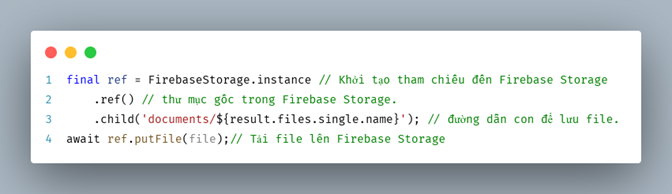 1 final ref = FirebaseStorage.instance // Khởi tạo tham chiếu đến Firebase Storage
2     .ref() // thư mục gốc trong Firebase Storage.
3     .child('documents/${result.files.single.name}'); // đường dẫn con để lưu file.
4 await ref.putFile(file);// Tải file lên Firebase Storage